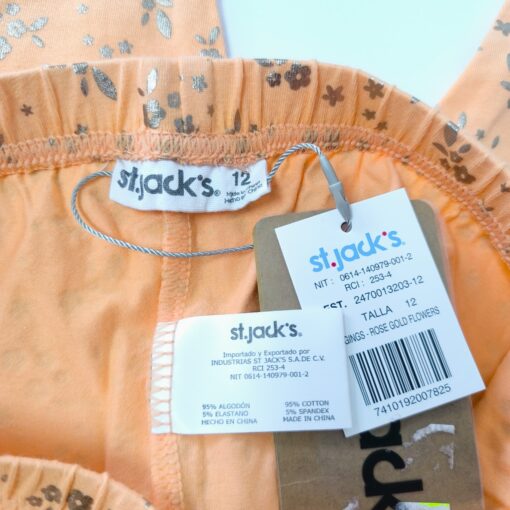 st.jack's® 12
Made in China
Hecho en China
st.jack's®
NIT : 0614-140979-001-2
RCI : 253-4
EST. 2470013203-12
TALLA 12
GINGS - ROSE GOLD FLOWERS
7410192007825
st.jack's®
Importado y Exportado por
INDUSTRIAS ST JACK'S S.A.DE C.V.
RCI 253-4
NIT 0614-140979-001-2
95% ALGODÓN
5% ELASTANO
HECHO EN CHINA
95% COTTON
5% SPANDEX
MADE IN CHINA
ack's